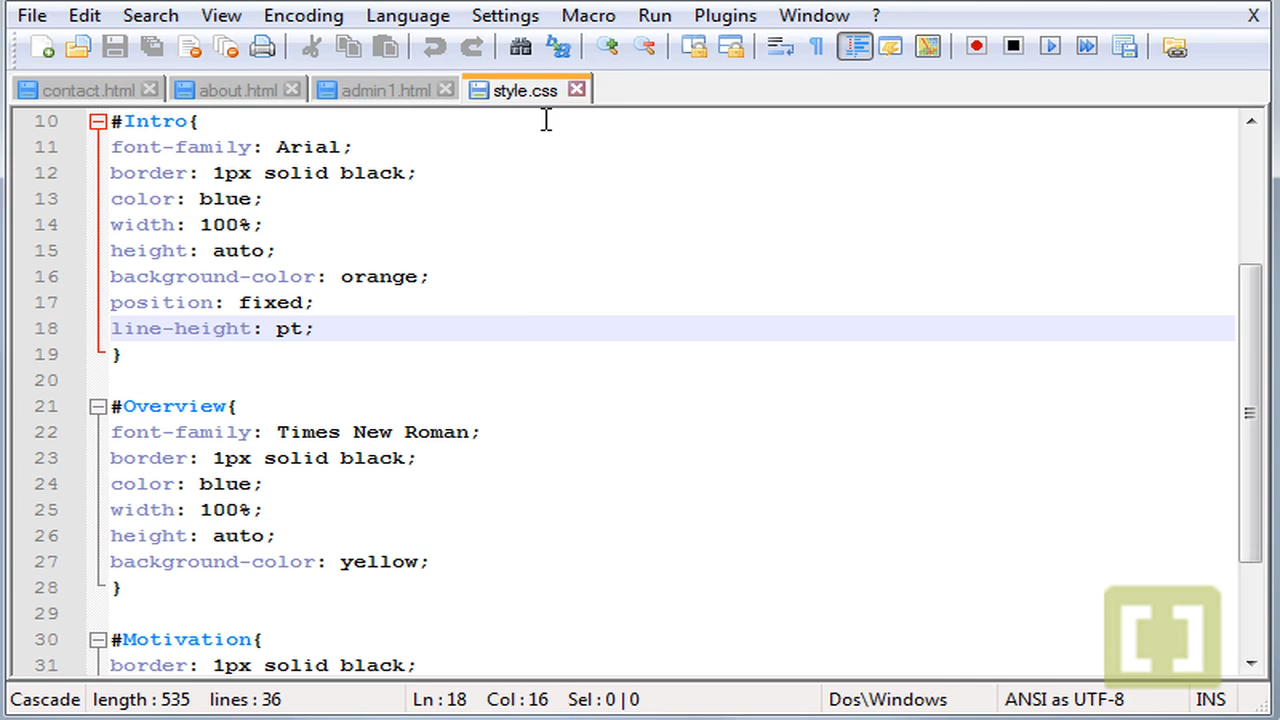 File Edit Search View Encoding Language Settings Macro Run Plugins Window ? X
contact.html about.html admin1.html style.css
10 #Intro{
11 font-family: Arial;
12 border: 1px solid black;
13 color: blue;
14 width: 100%;
15 height: auto;
16 background-color: orange;
17 position: fixed;
18 line-height: pt;
19 }
20
21 #Overview{
22 font-family: Times New Roman;
23 border: 1px solid black;
24 color: blue;
25 width: 100%;
26 height: auto;
27 background-color: yellow;
28 }
29
30 #Motivation{
31 border: 1px solid black;
Cascade length : 535 lines : 36 Ln : 18 Col : 16 Sel : 0 | 0 Dos\Windows ANSI as UTF-8 INS